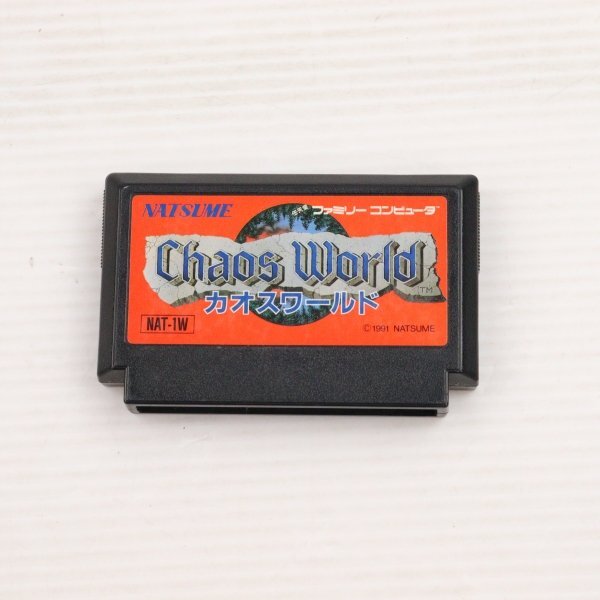 NATSUME
ファミリー コンピュータ
Chaos World
TM
カオスワールド
NAT-1W
© 1991 NATSUME